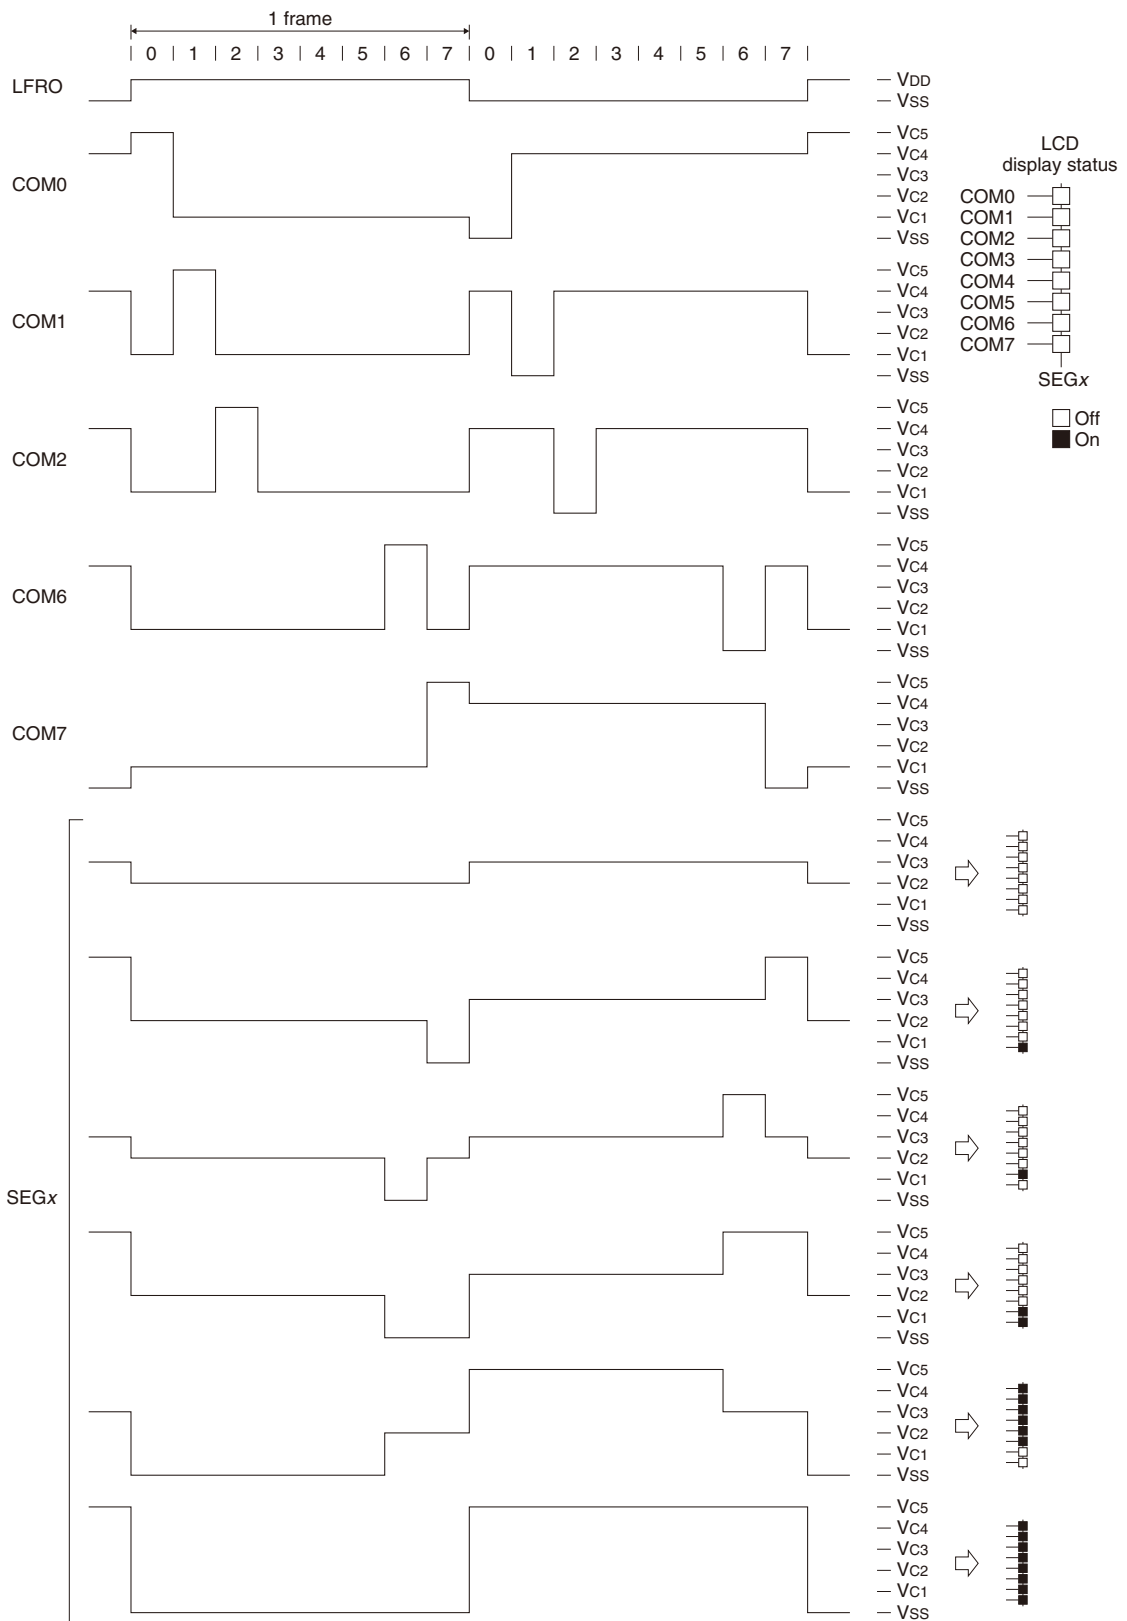 1 frame
0 | 1 | 2 | 3 | 4 | 5 | 6 | 7 | 0 | 1 | 2 | 3 | 4 | 5 | 6 | 7
LFRO
VDD
VSS
COM0
VC5
VC4
VC3
VC2
VC1
VSS
LCD
display status
COM0
COM1
COM2
COM3
COM4
COM5
COM6
COM7
SEGx
Off
On
COM1
VC5
VC4
VC3
VC2
VC1
VSS
COM2
VC5
VC4
VC3
VC2
VC1
VSS
COM6
VC5
VC4
VC3
VC2
VC1
VSS
COM7
VC5
VC4
VC3
VC2
VC1
VSS
SEGx
VC5
VC4
VC3
VC2
VC1
VSS
VC5
VC4
VC3
VC2
VC1
VSS
VC5
VC4
VC3
VC2
VC1
VSS
VC5
VC4
VC3
VC2
VC1
VSS
VC5
VC4
VC3
VC2
VC1
VSS
VC5
VC4
VC3
VC2
VC1
VSS